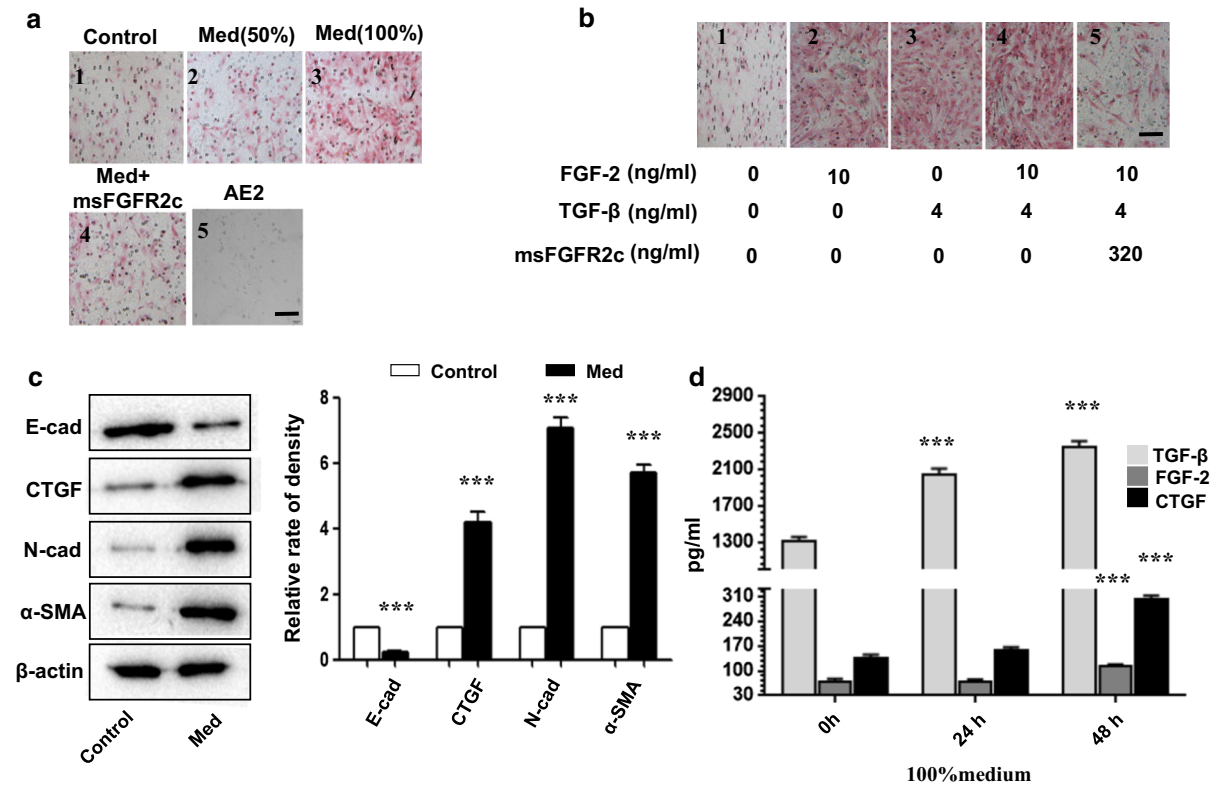 a
Control Med(50%) Med(100%)
1 2 3
Med+
msFGFR2c AE2
4 5
b
1 2 3 4 5
FGF-2 (ng/ml) 0 10 0 10 10
TGF-β (ng/ml) 0 0 4 4 4
msFGFR2c (ng/ml) 0 0 0 0 320
c
E-cad
CTGF
N-cad
α-SMA
β-actin
Control Med
Control Med
Relative rate of density
8
6
4
2
0
***
***
***
***
E-cad CTGF N-cad α-SMA
d
pg/ml
2900
2500
2100
1700
1300
310
240
170
100
30
***
***
***
***
TGF-β
FGF-2
CTGF
0h 24 h 48 h
100%medium